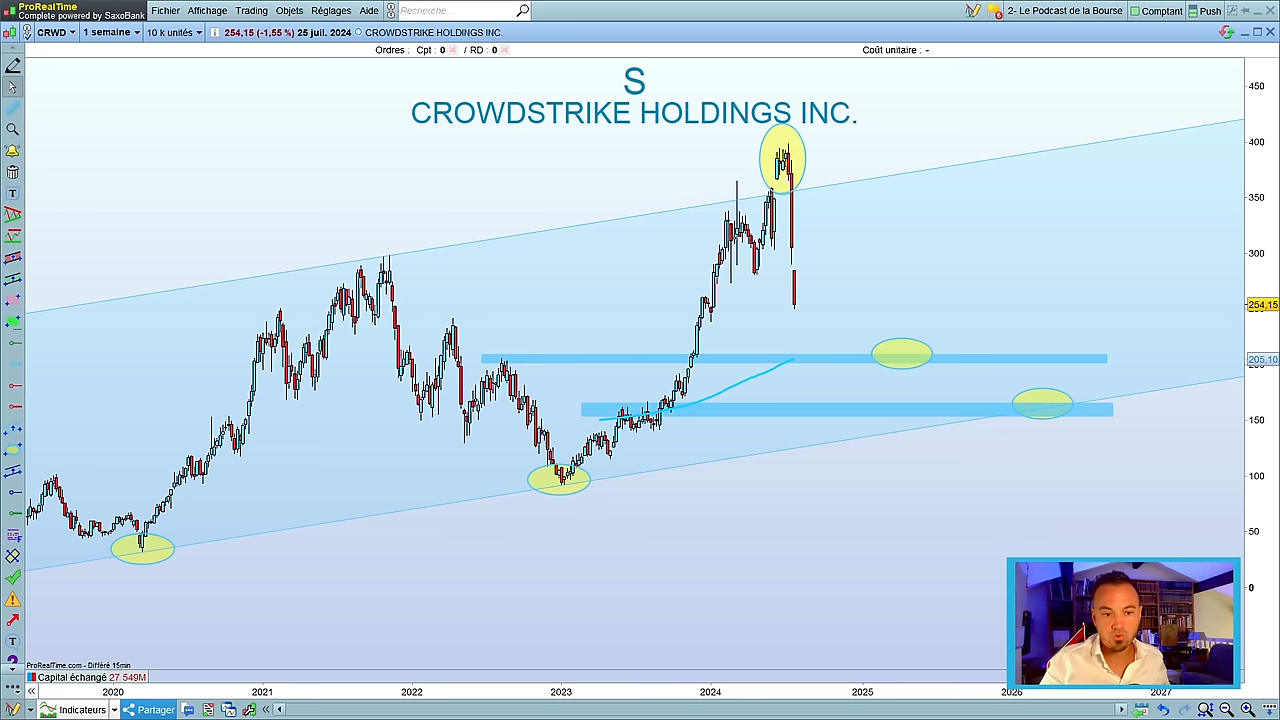 ProRealTime
Complete powered by SaxoBank
Fichier Affichage Trading Objets Réglages Aide
Recherche ...
2- Le Podcast de la Bourse Comptant Push
CRWD 1 semaine 10 k unités 254,15 (-1,55 %) 25 juil. 2024 CROWDSTRIKE HOLDINGS INC.
Ordres : Cpt : 0 / RD : 0 Coût unitaire : -
S
CROWDSTRIKE HOLDINGS INC.
450
400
350
300
254,15
205,10
150
100
50
0
ProRealTime.com - Différé 15min
Capital échangé 27 549M
2020 2021 2022 2023 2024 2025 2026 2027
Indicateurs Partager